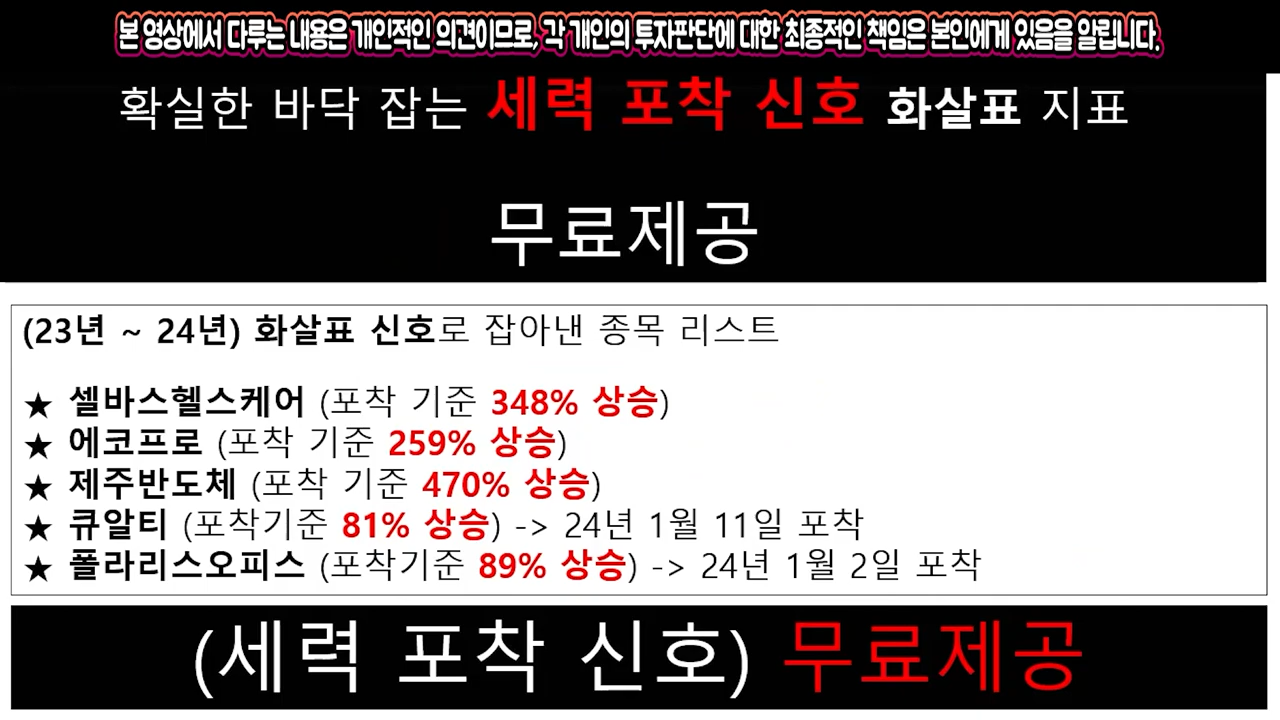 본 영상에서 다루는 내용은 개인적인 의견이므로, 각 개인의 투자판단에 대한 최종적인 책임은 본인에게 있음을 알립니다.
확실한 바닥 잡는 세력 포착 신호 화살표 지표
무료제공
(23년 ~ 24년) 화살표 신호로 잡아낸 종목 리스트
★ 셀바스헬스케어 (포착 기준 348% 상승)
★ 에코프로 (포착 기준 259% 상승)
★ 제주반도체 (포착 기준 470% 상승)
★ 큐알티 (포착기준 81% 상승) -> 24년 1월 11일 포착
★ 폴라리스오피스 (포착기준 89% 상승) -> 24년 1월 2일 포착
(세력 포착 신호) 무료제공